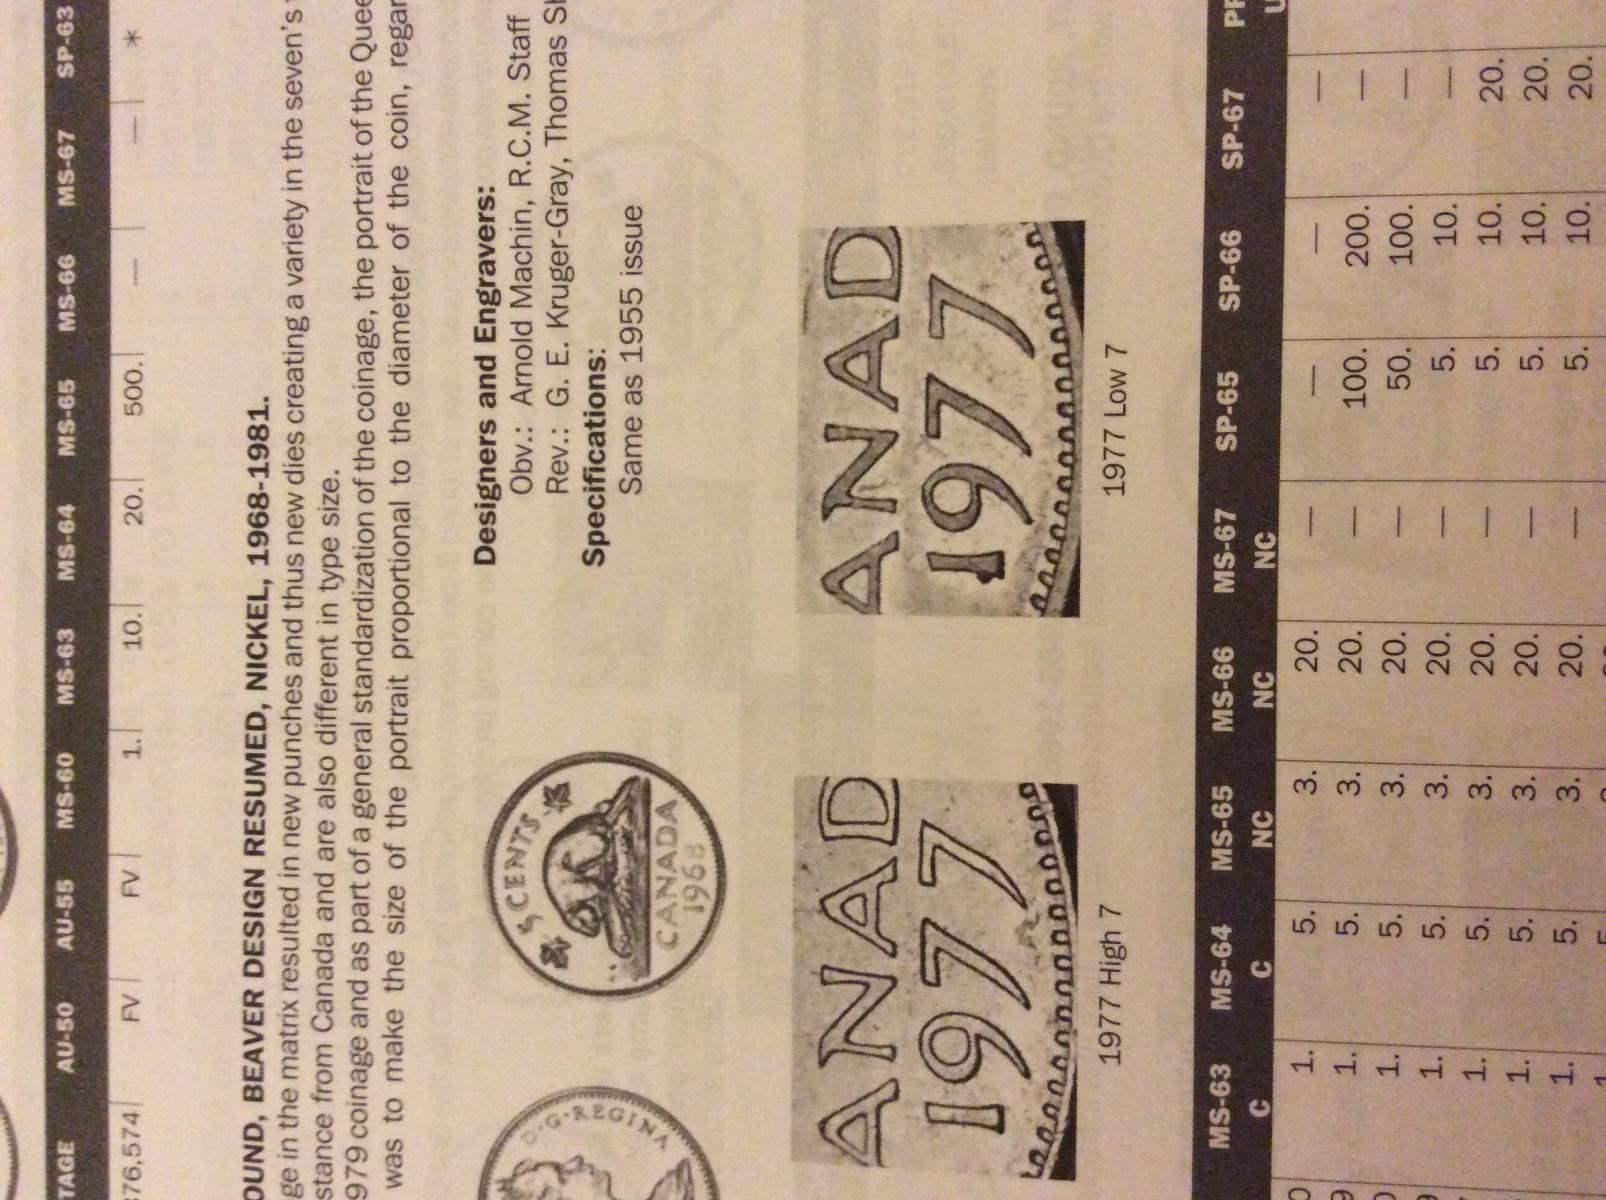 TAGE AU-50 AU-55 MS-60 MS-63 MS-64 MS-65 MS-66 MS-67 SP-63
76,574 FV FV 1. 10. 20. 500. — — *
OUND, BEAVER DESIGN RESUMED, NICKEL, 1968-1981.
ge in the matrix resulted in new punches and thus new dies creating a variety in the seven's
stance from Canada and are also different in type size.
979 coinage and as part of a general standardization of the coinage, the portrait of the Quee
was to make the size of the portrait proportional to the diameter of the coin, regar
D·G·REGINA
5 CENTS
CANADA
1968
Designers and Engravers:
Obv.: Arnold Machin, R.C.M. Staff
Rev.: G. E. Kruger-Gray, Thomas Sh
Specifications:
Same as 1955 issue
ANAD
1977
1977 High 7
ANAD
1977
1977 Low 7
MS-63 MS-64 MS-65 MS-66 MS-67 SP-65 SP-66 SP-67 PR
C C NC NC NC U
0 1. 5. 3. 20. — — — —
9 1. 5. 3. 20. — 100. 200. —
0 1. 5. 3. 20. — 50. 100. —
1. 5. 3. 20. — 5. 10. —
1. 5. 3. 20. — 5. 10. 20.
1. 5. 3. 20. — 5. 10. 20.
1. 5. 3. 20. — 5. 10. 20.